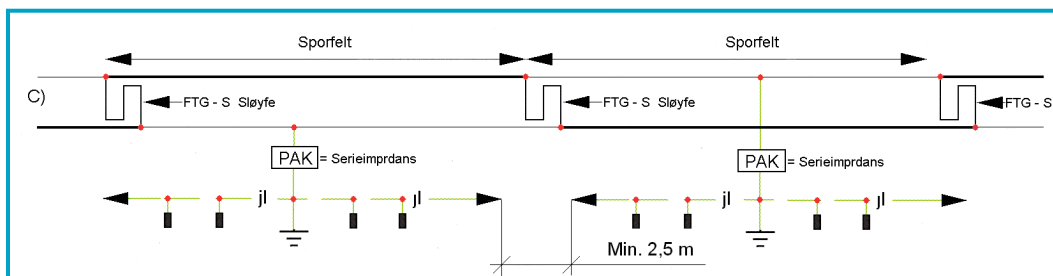 Sporfelt Sporfelt
C) FTG - S Sløyfe FTG - S Sløyfe FTG - S
PAK = Serieimprdans PAK = Serieimprdans
jl jl jl jl
Min. 2,5 m